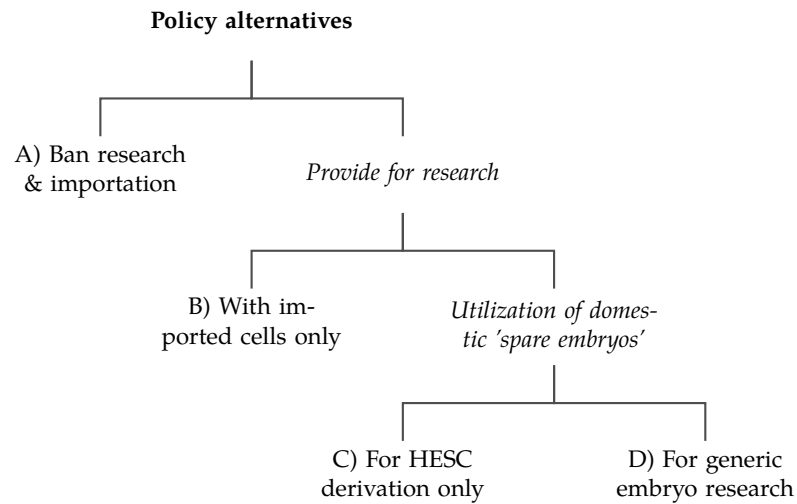 Policy alternatives
A) Ban research
& importation
Provide for research
B) With im-
ported cells only
Utilization of domes-
tic 'spare embryos'
C) For HESC
derivation only
D) For generic
embryo research